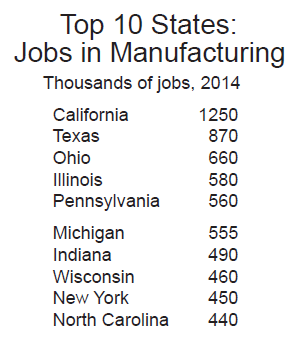 Top 10 States:
Jobs in Manufacturing
Thousands of jobs, 2014
California 1250
Texas 870
Ohio 660
Illinois 580
Pennsylvania 560
Michigan 555
Indiana 490
Wisconsin 460
New York 450
North Carolina 440